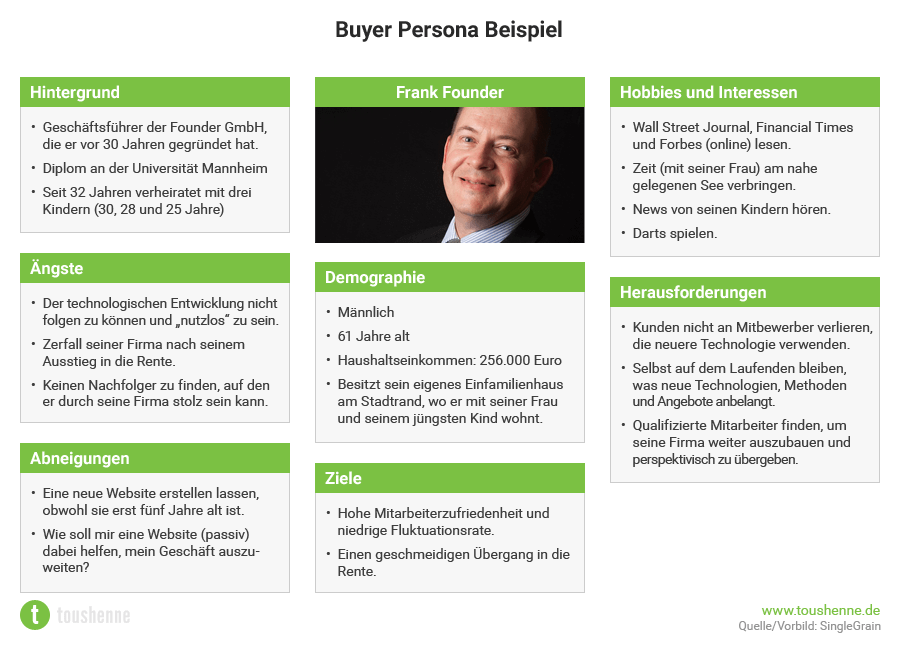 Buyer Persona Beispiel
Hintergrund
• Geschäftsführer der Founder GmbH,
die er vor 30 Jahren gegründet hat.
• Diplom an der Universität Mannheim
• Seit 32 Jahren verheiratet mit drei
Kindern (30, 28 und 25 Jahre)
Ängste
• Der technologischen Entwicklung nicht
folgen zu können und „nutzlos“ zu sein.
• Zerfall seiner Firma nach seinem
Ausstieg in die Rente.
• Keinen Nachfolger zu finden, auf den
er durch seine Firma stolz sein kann.
Abneigungen
• Eine neue Website erstellen lassen,
obwohl sie erst fünf Jahre alt ist.
• Wie soll mir eine Website (passiv)
dabei helfen, mein Geschäft auszu-
weiten?
Frank Founder
Demographie
• Männlich
• 61 Jahre alt
• Haushaltseinkommen: 256.000 Euro
• Besitzt sein eigenes Einfamilienhaus
am Stadtrand, wo er mit seiner Frau
und seinem jüngsten Kind wohnt.
Ziele
• Hohe Mitarbeiterzufriedenheit und
niedrige Fluktuationsrate.
• Einen geschmeidigen Übergang in die
Rente.
Hobbies und Interessen
• Wall Street Journal, Financial Times
und Forbes (online) lesen.
• Zeit (mit seiner Frau) am nahe
gelegenen See verbringen.
• News von seinen Kindern hören.
• Darts spielen.
Herausforderungen
• Kunden nicht an Mitbewerber verlieren,
die neuere Technologie verwenden.
• Selbst auf dem Laufenden bleiben,
was neue Technologien, Methoden
und Angebote anbelangt.
• Qualifizierte Mitarbeiter finden, um
seine Firma weiter auszubauen und
perspektivisch zu übergeben.
t toushenne
www.toushenne.de
Quelle/Vorbild: SingleGrain